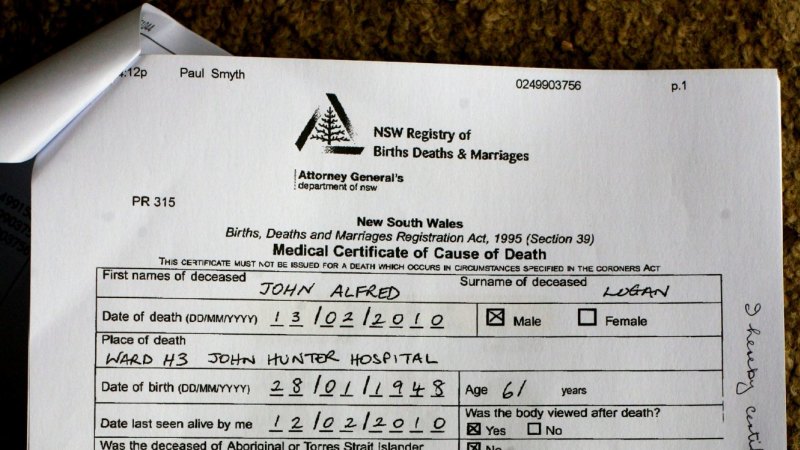 4:12p Paul Smyth 0249903756 p.1
NSW Registry of
Births Deaths & Marriages
Attorney General's
department of nsw
PR 315
New South Wales
Births, Deaths and Marriages Registration Act, 1995 (Section 39)
Medical Certificate of Cause of Death
THIS CERTIFICATE MUST NOT BE ISSUED FOR A DEATH WHICH OCCURS IN CIRCUMSTANCES SPECIFIED IN THE CORONERS ACT
First names of deceased JOHN ALFRED Surname of deceased LOGAN
Date of death (DD/MM/YYYY) 13/02/2010 Male Female
Place of death
WARD H3 JOHN HUNTER HOSPITAL
Date of birth (DD/MM/YYYY) 28/01/1948 Age 61 years
Date last seen alive by me 12/02/2010 Was the body viewed after death?
Yes No
Was the deceased of Aboriginal or Torres Strait Islander No
I hereby